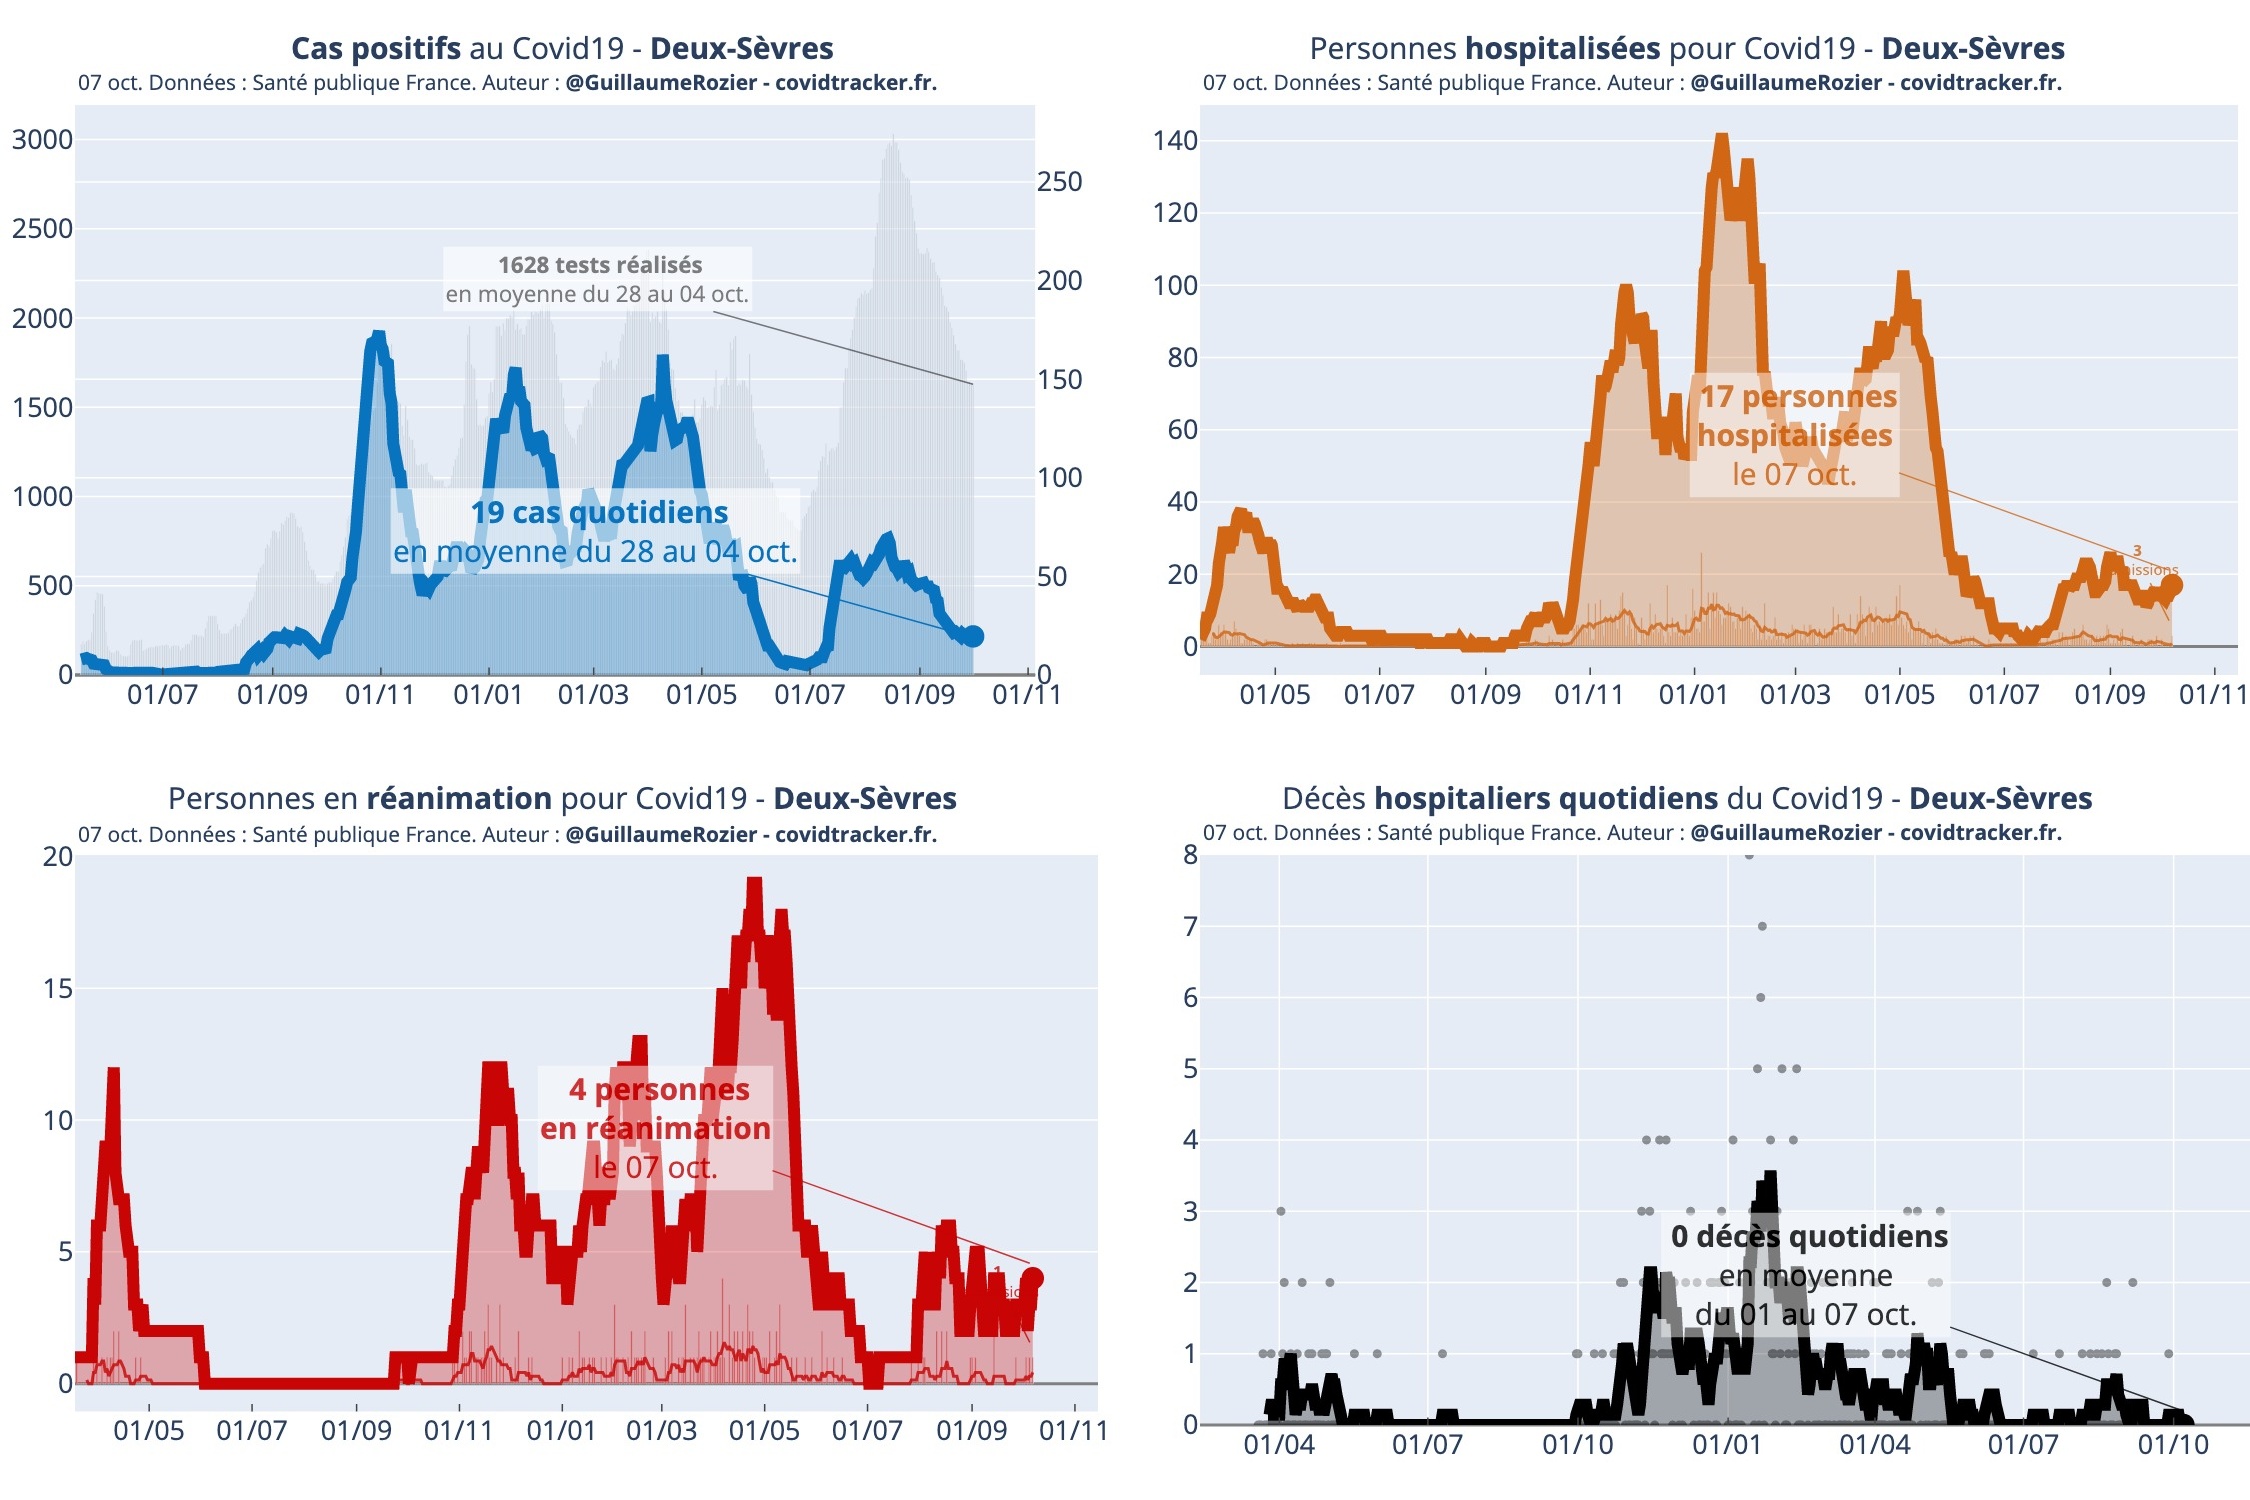 Cas positifs au Covid19 - Deux-Sèvres
07 oct. Données : Santé publique France. Auteur : @GuillaumeRozier - covidtracker.fr.
3000
2500
2000
1500
1000
500
0
250
200
150
100
50
0
1628 tests réalisés
en moyenne du 28 au 04 oct.
19 cas quotidiens
en moyenne du 28 au 04 oct.
01/07 01/09 01/11 01/01 01/03 01/05 01/07 01/09 01/11
Personnes hospitalisées pour Covid19 - Deux-Sèvres
07 oct. Données : Santé publique France. Auteur : @GuillaumeRozier - covidtracker.fr.
140
120
100
80
60
40
20
0
17 personnes
hospitalisées
le 07 oct.
3
01/05 01/07 01/09 01/11 01/01 01/03 01/05 01/07 01/09 01/11
Personnes en réanimation pour Covid19 - Deux-Sèvres
07 oct. Données : Santé publique France. Auteur : @GuillaumeRozier - covidtracker.fr.
20
15
10
5
0
4 personnes
en réanimation
le 07 oct.
1
01/05 01/07 01/09 01/11 01/01 01/03 01/05 01/07 01/09 01/11
Décès hospitaliers quotidiens du Covid19 - Deux-Sèvres
07 oct. Données : Santé publique France. Auteur : @GuillaumeRozier - covidtracker.fr.
8
7
6
5
4
3
2
1
0
0 décès quotidiens
en moyenne
du 01 au 07 oct.
01/04 01/07 01/10 01/01 01/04 01/07 01/10